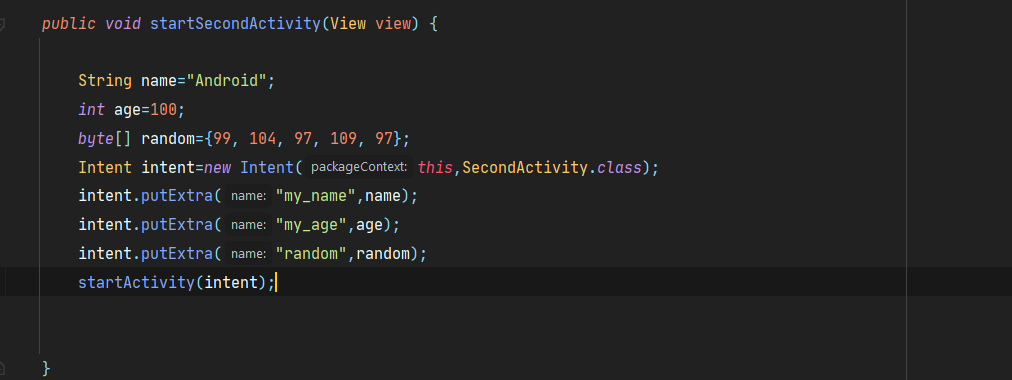 public void startSecondActivity(View view) {
String name="Android";
int age=100;
byte[] random={99, 104, 97, 109, 97};
Intent intent=new Intent( packageContext: this,SecondActivity.class);
intent.putExtra( name: "my_name",name);
intent.putExtra( name: "my_age",age);
intent.putExtra( name: "random",random);
startActivity(intent);
}